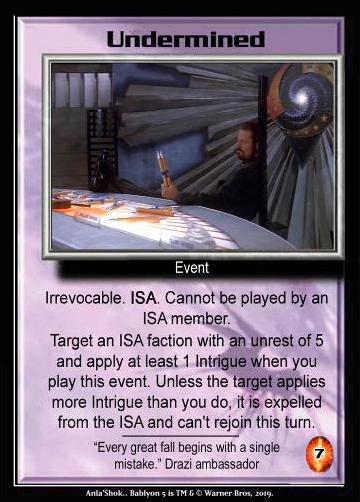 Undermined
Event
Irrevocable. ISA. Cannot be played by an
ISA member.
Target an ISA faction with an unrest of 5
and apply at least 1 Intrigue when you
play this event. Unless the target applies
more Intrigue than you do, it is expelled
from the ISA and can't rejoin this turn.
“Every great fall begins with a single
mistake.” Drazi ambassador
7
Anla'Shok.. Bablyon 5 is TM & © Warner Bros, 2019.